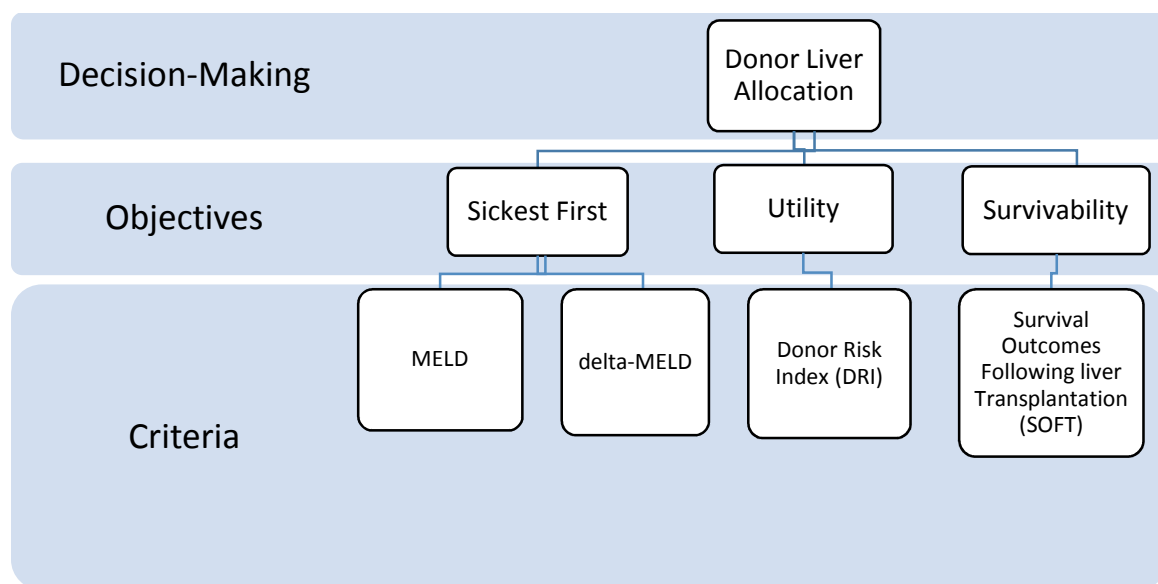 Decision-Making
Donor Liver
Allocation
Objectives
Sickest First
Utility
Survivability
Criteria
MELD
delta-MELD
Donor Risk
Index (DRI)
Survival
Outcomes
Following liver
Transplantation
(SOFT)